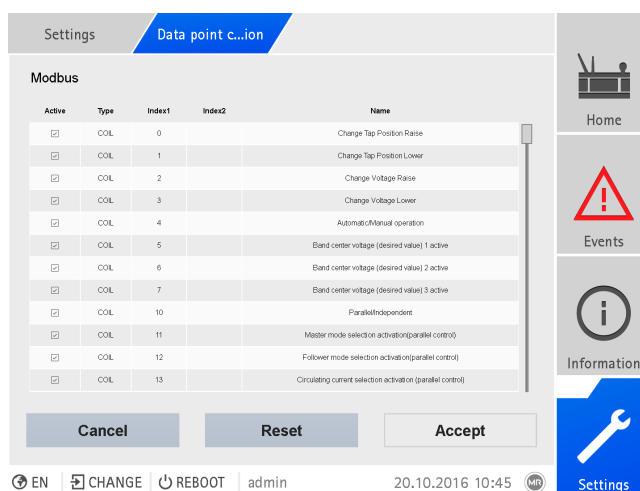 Settings
Data point c...ion
Modbus
Active Type Index1 Index2 Name
COIL 0 Change Tap Position Raise
COIL 1 Change Tap Position Lower
COIL 2 Change Voltage Raise
COIL 3 Change Voltage Lower
COIL 4 Automatic/Manual operation
COIL 5 Band center voltage (desired value) 1 active
COIL 6 Band center voltage (desired value) 2 active
COIL 7 Band center voltage (desired value) 3 active
COIL 10 Parallel/Independent
COIL 11 Master mode selection activation(parallel control)
COIL 12 Follower mode selection activation(parallel control)
COIL 13 Circulating current selection activation (parallel control)
Cancel Reset Accept
EN CHANGE REBOOT admin 20.10.2016 10:45 MR
Home
Events
Information
Settings